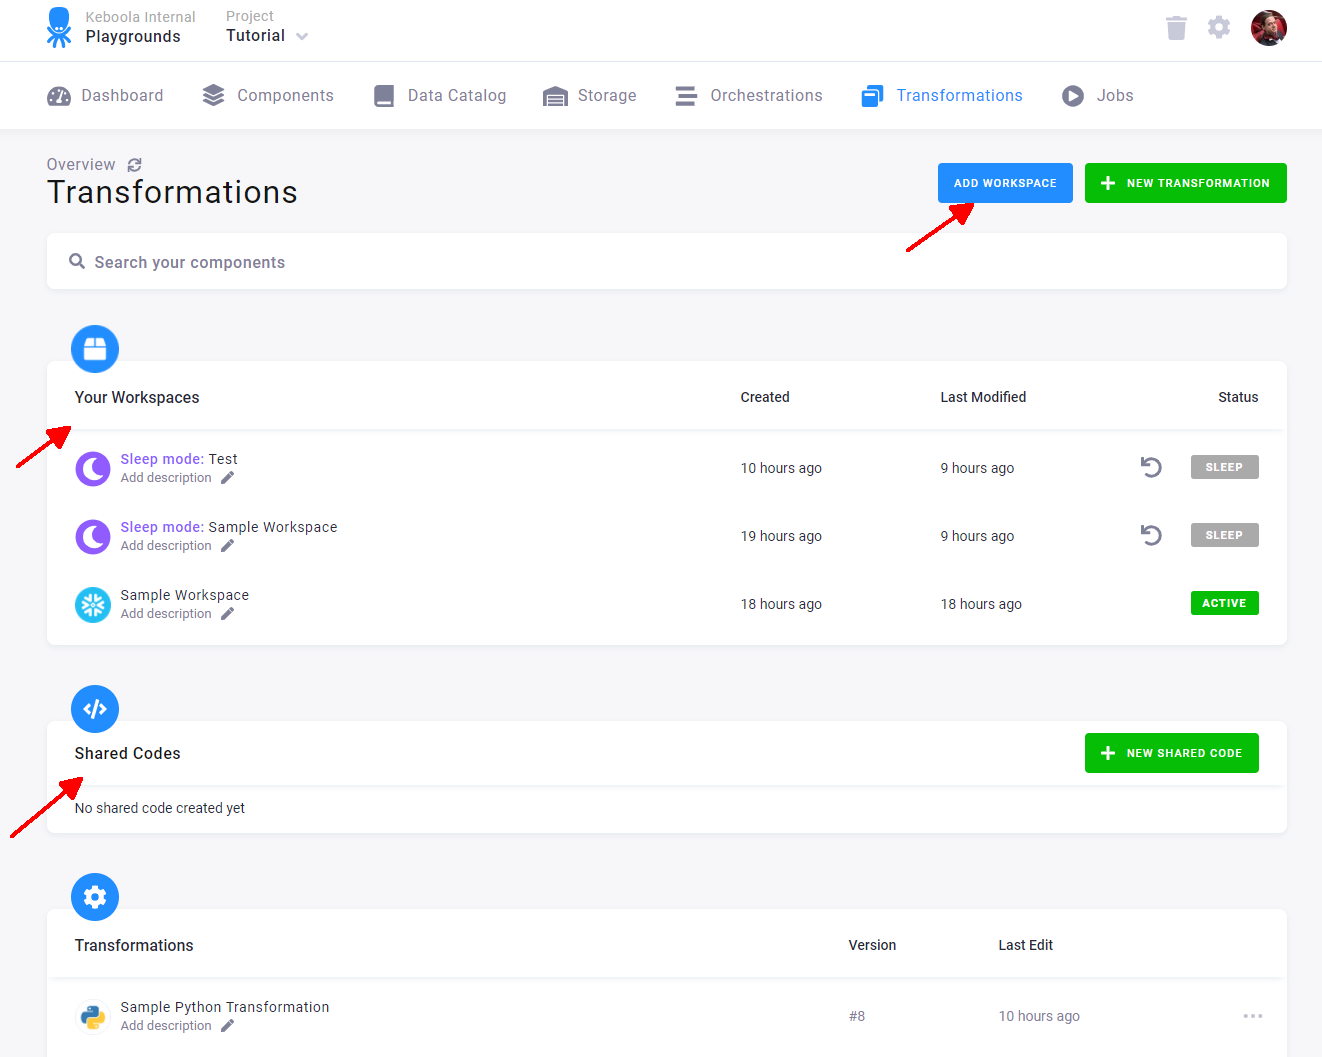 Keboola Internal
Playgrounds
Project
Tutorial
Dashboard
Components
Data Catalog
Storage
Orchestrations
Transformations
Jobs
Overview
Transformations
ADD WORKSPACE
NEW TRANSFORMATION
Search your components
Your Workspaces Created Last Modified Status
Sleep mode: Test
Add description
10 hours ago 9 hours ago SLEEP
Sleep mode: Sample Workspace
Add description
19 hours ago 9 hours ago SLEEP
Sample Workspace
Add description
18 hours ago 18 hours ago ACTIVE
Shared Codes
NEW SHARED CODE
No shared code created yet
Transformations Version Last Edit
Sample Python Transformation
Add description
#8 10 hours ago